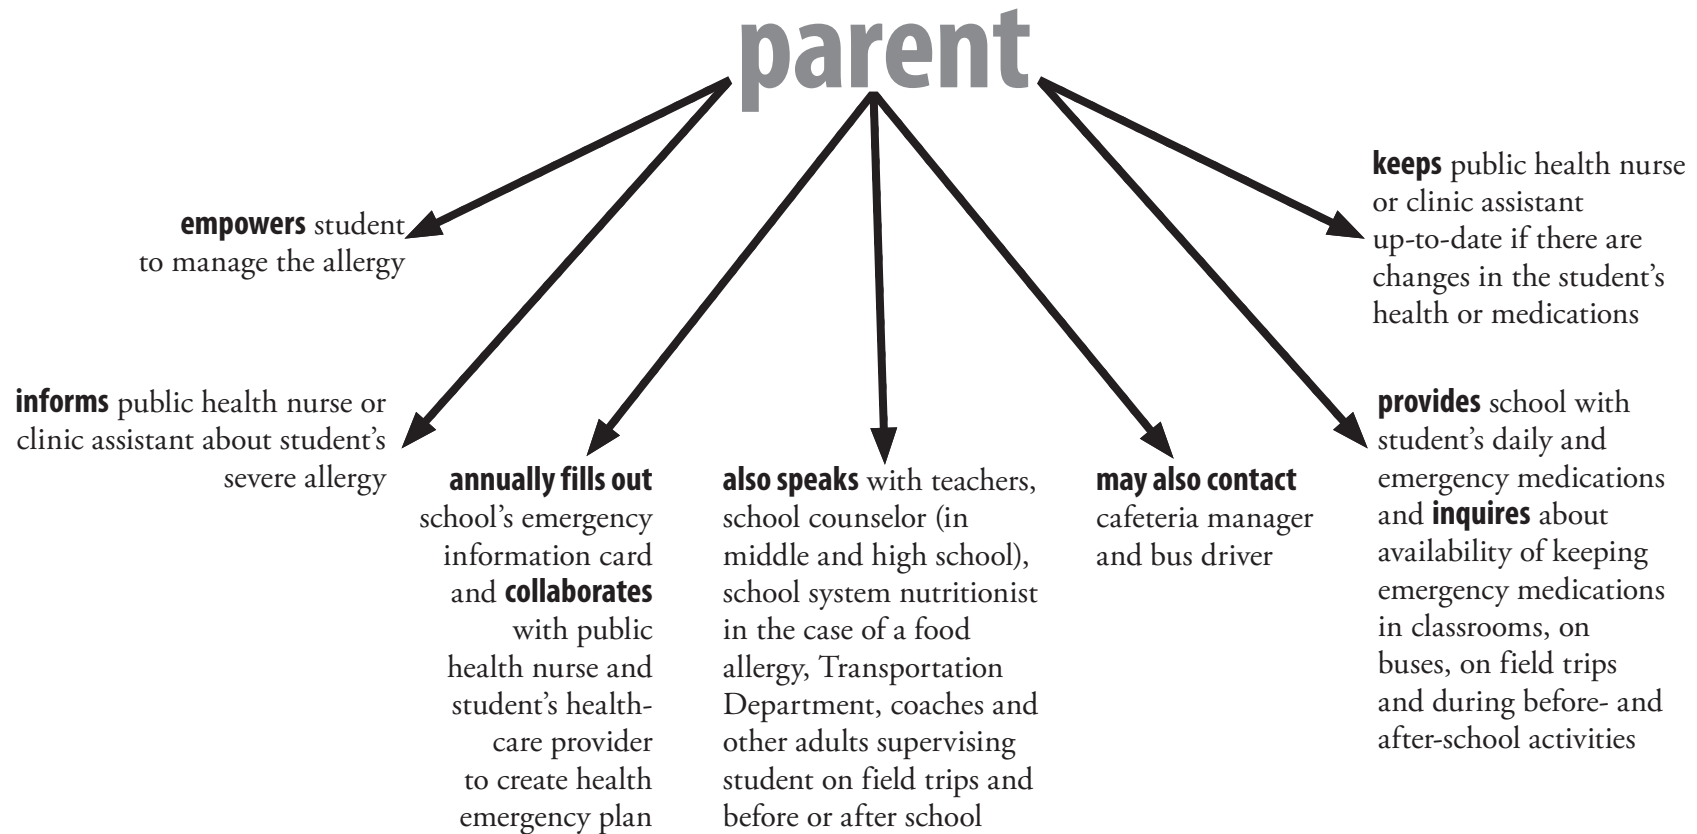 parent
empowers student
to manage the allergy
informs public health nurse or
clinic assistant about student’s
severe allergy
annually fills out
school’s emergency
information card
and collaborates
with public
health nurse and
student’s health-
care provider
to create health
emergency plan
also speaks with teachers,
school counselor (in
middle and high school),
school system nutritionist
in the case of a food
allergy, Transportation
Department, coaches and
other adults supervising
student on field trips and
before or after school
may also contact
cafeteria manager
and bus driver
keeps public health nurse
or clinic assistant
up-to-date if there are
changes in the student’s
health or medications
provides school with
student’s daily and
emergency medications
and inquires about
availability of keeping
emergency medications
in classrooms, on
buses, on field trips
and during before- and
after-school activities